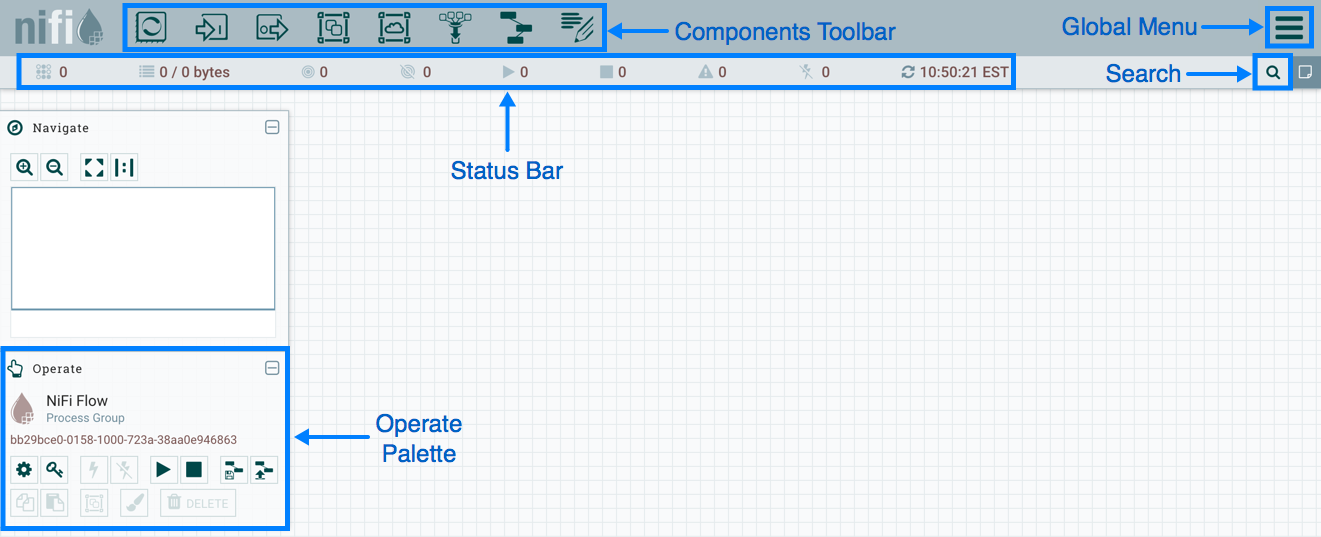 nifi
Components Toolbar
Global Menu
0
0 / 0 bytes
0
0
0
0
0
0
10:50:21 EST
Search
Status Bar
Navigate
Operate
NiFi Flow
Process Group
bb29bce0-0158-1000-723a-38aa0e946863
DELETE
Operate
Palette